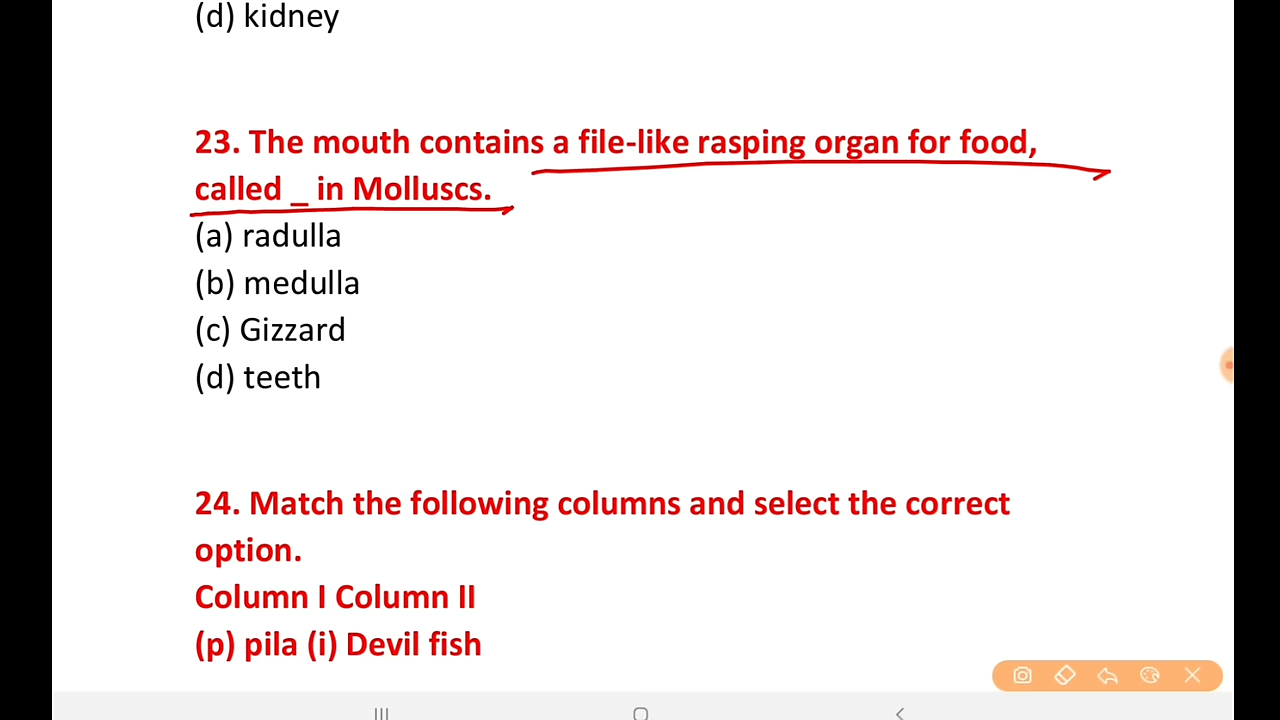 (d) kidney
23. The mouth contains a file-like rasping organ for food,
called _ in Molluscs.
(a) radulla
(b) medulla
(c) Gizzard
(d) teeth
24. Match the following columns and select the correct
option.
Column I Column II
(p) pila (i) Devil fish